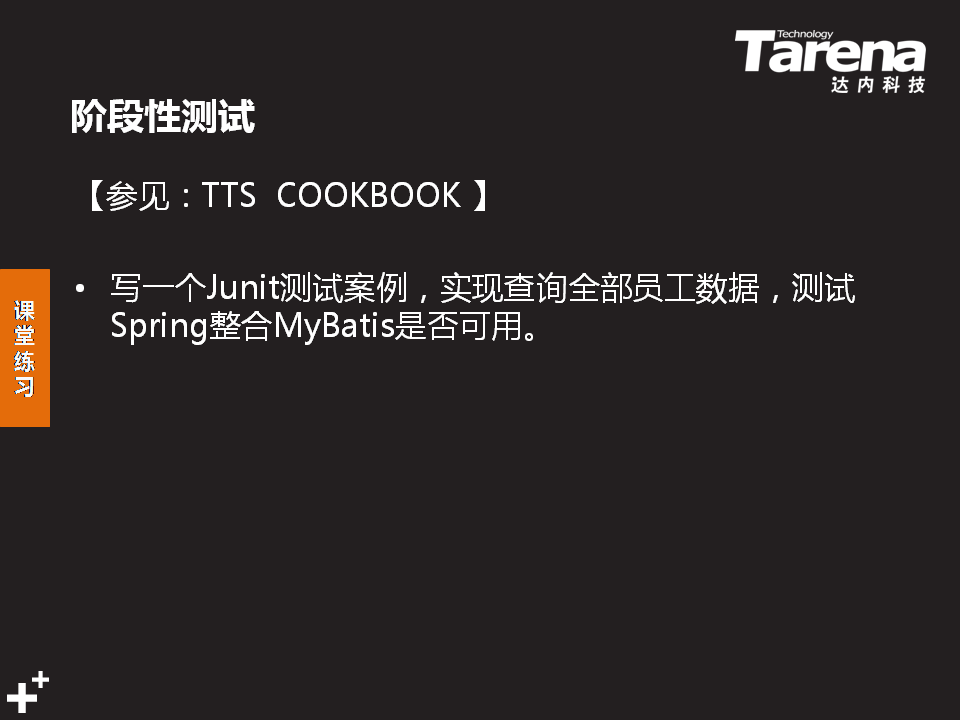 Technology
Tarena
达内科技
阶段性测试
【参见：TTS COOKBOOK 】
• 写一个Junit测试案例，实现查询全部员工数据，测试
Spring整合MyBatis是否可用。
课
堂
练
习